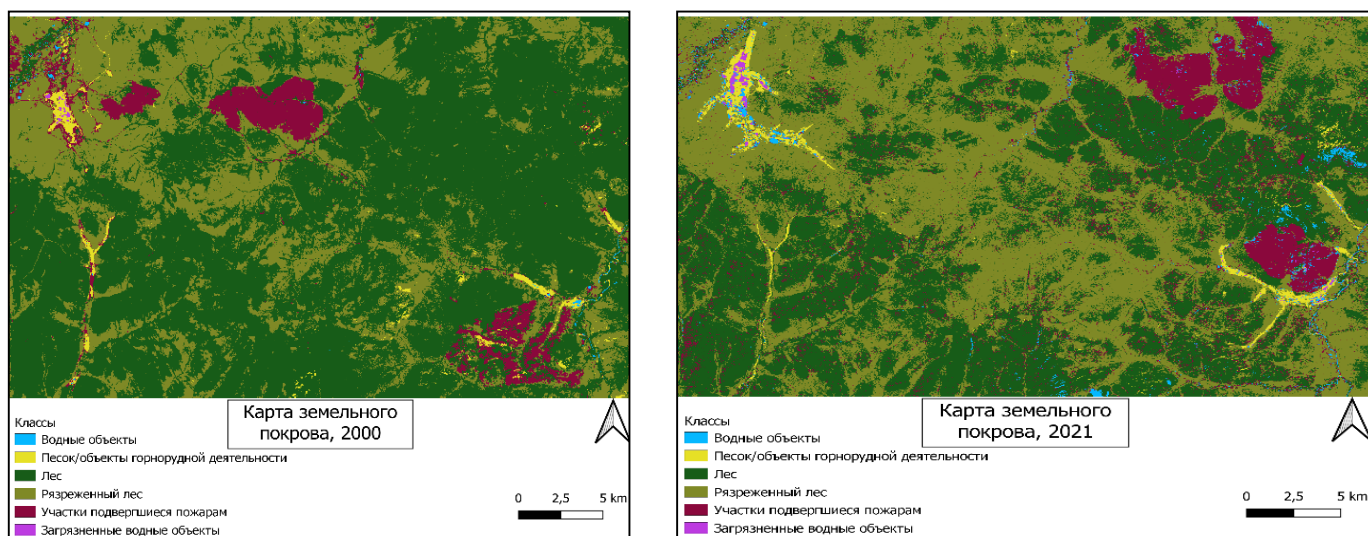 Карта земельного
покрова, 2000
Классы
Водные объекты
Песок/объекты горнорудной деятельности
Лес
Рязреженный лес
Участки подвергшиеся пожарам
Загрязненные водные объекты
0 2,5 5 km
Карта земельного
покрова, 2021
Классы
Водные объекты
Песок/объекты горнорудной деятельности
Лес
Рязреженный лес
Участки подвергшиеся пожарам
Загрязненные водные объекты
0 2,5 5 km